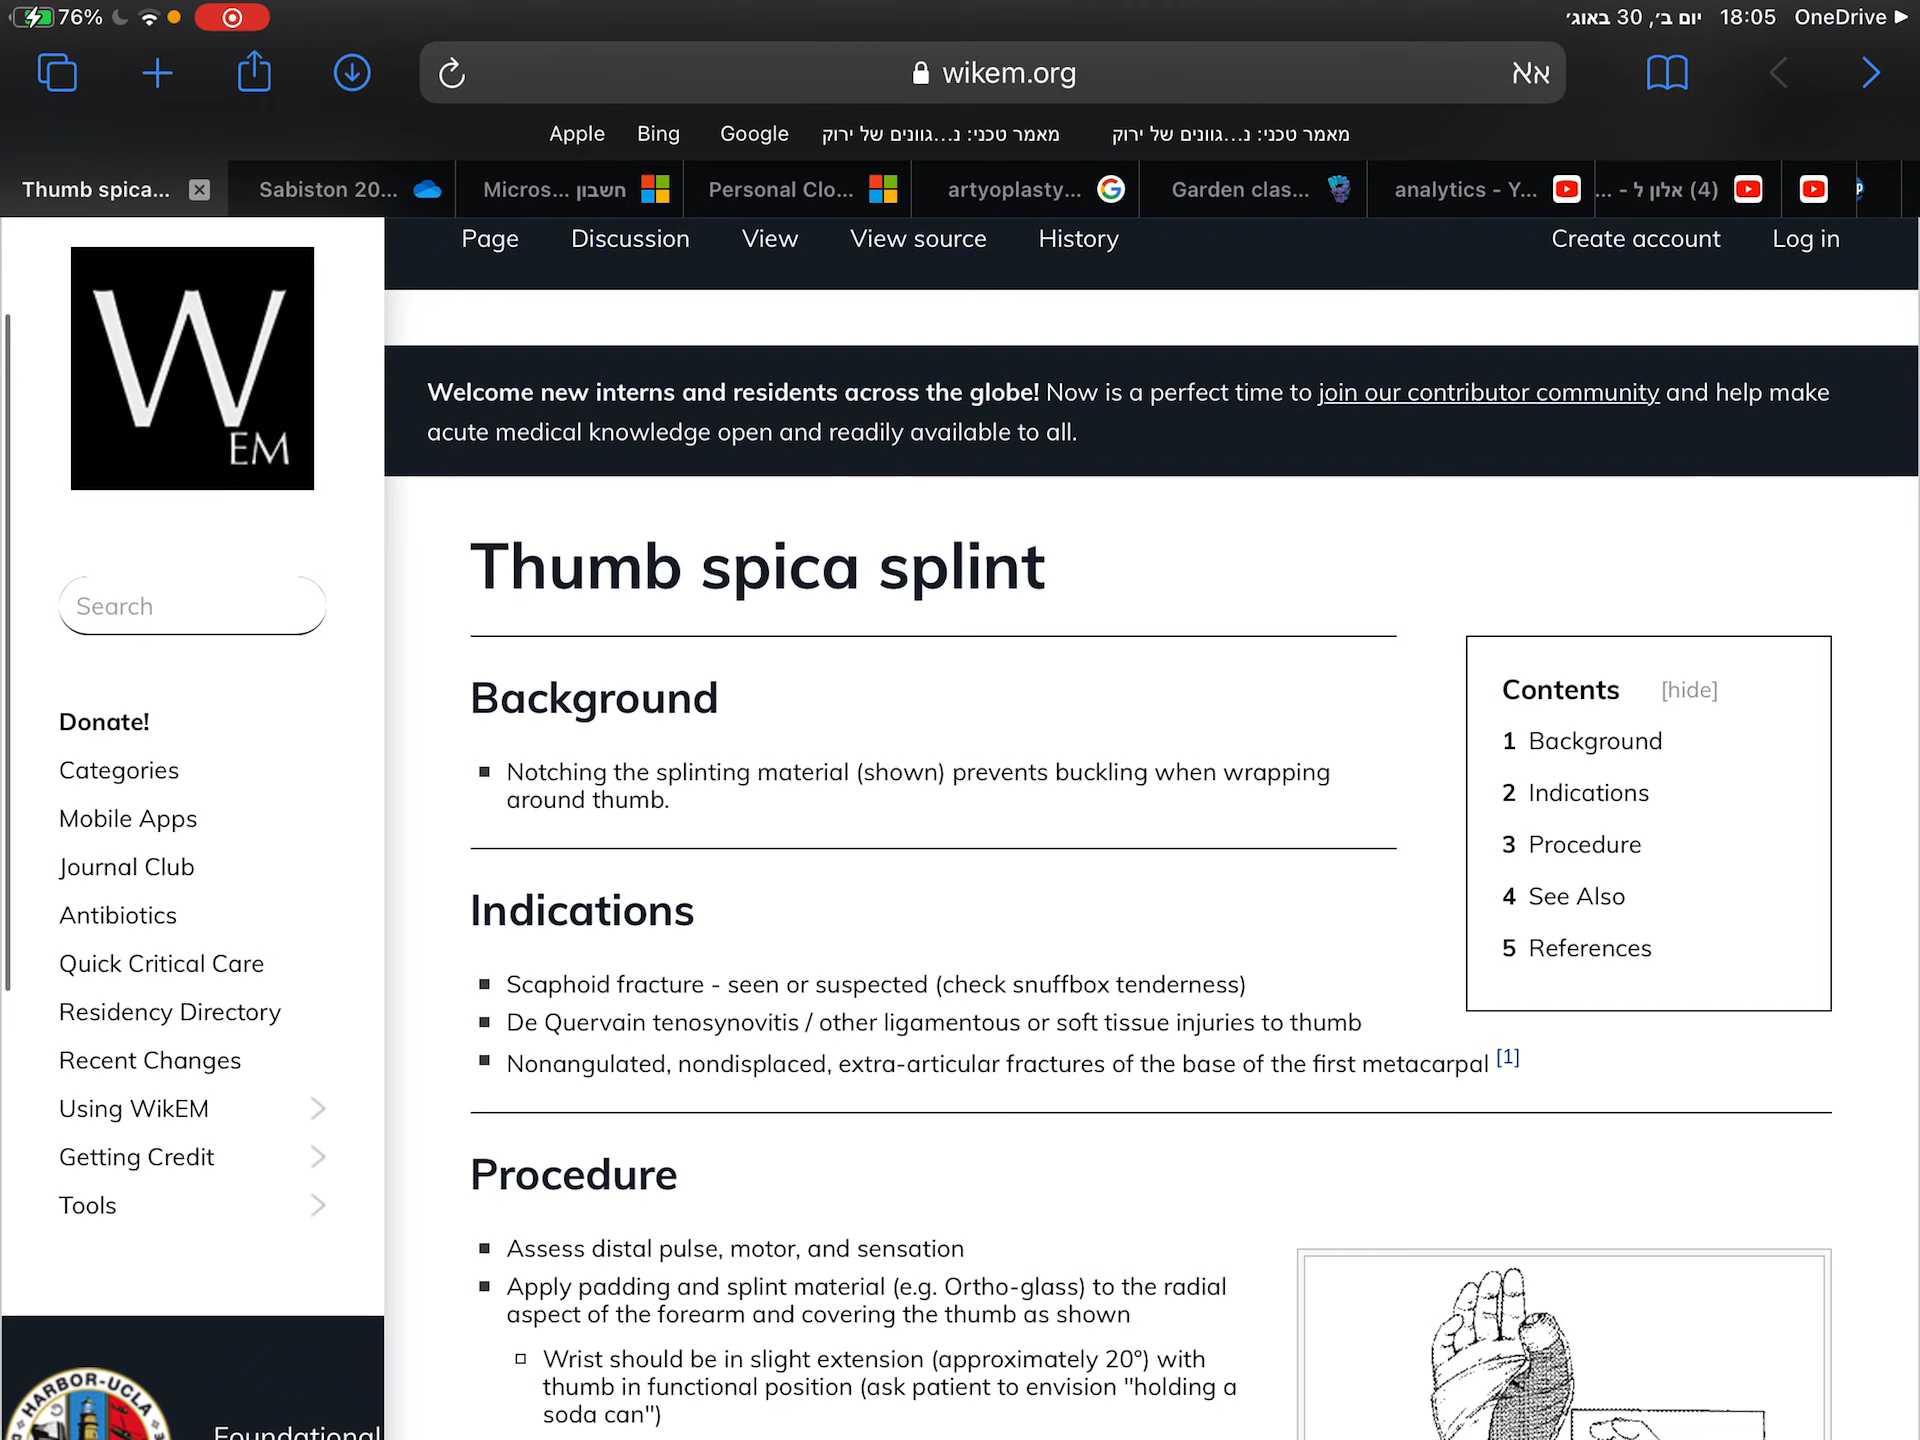 76%
יום ב׳, 30 באוג׳ 18:05 OneDrive
wikem.org אא
Apple Bing Google מאמר טכני: נ...גוונים של ירוק מאמר טכני: נ...גוונים של ירוק
Thumb spica... Sabiston 20... Micros... חשבון Personal Clo... artyoplasty... Garden clas... analytics - Y... (4) אלון ל - ...
Page Discussion View View source History Create account Log in
W
EM
Welcome new interns and residents across the globe! Now is a perfect time to join our contributor community and help make
acute medical knowledge open and readily available to all.
Thumb spica splint
Search
Donate!
Categories
Mobile Apps
Journal Club
Antibiotics
Quick Critical Care
Residency Directory
Recent Changes
Using WikEM
Getting Credit
Tools
HARBOR-UCLA
Foundational
Background
Notching the splinting material (shown) prevents buckling when wrapping
around thumb.
Contents [hide]
1 Background
2 Indications
3 Procedure
4 See Also
5 References
Indications
Scaphoid fracture - seen or suspected (check snuffbox tenderness)
De Quervain tenosynovitis / other ligamentous or soft tissue injuries to thumb
Nonangulated, nondisplaced, extra-articular fractures of the base of the first metacarpal [1]
Procedure
Assess distal pulse, motor, and sensation
Apply padding and splint material (e.g. Ortho-glass) to the radial
aspect of the forearm and covering the thumb as shown
Wrist should be in slight extension (approximately 20°) with
thumb in functional position (ask patient to envision "holding a
soda can")